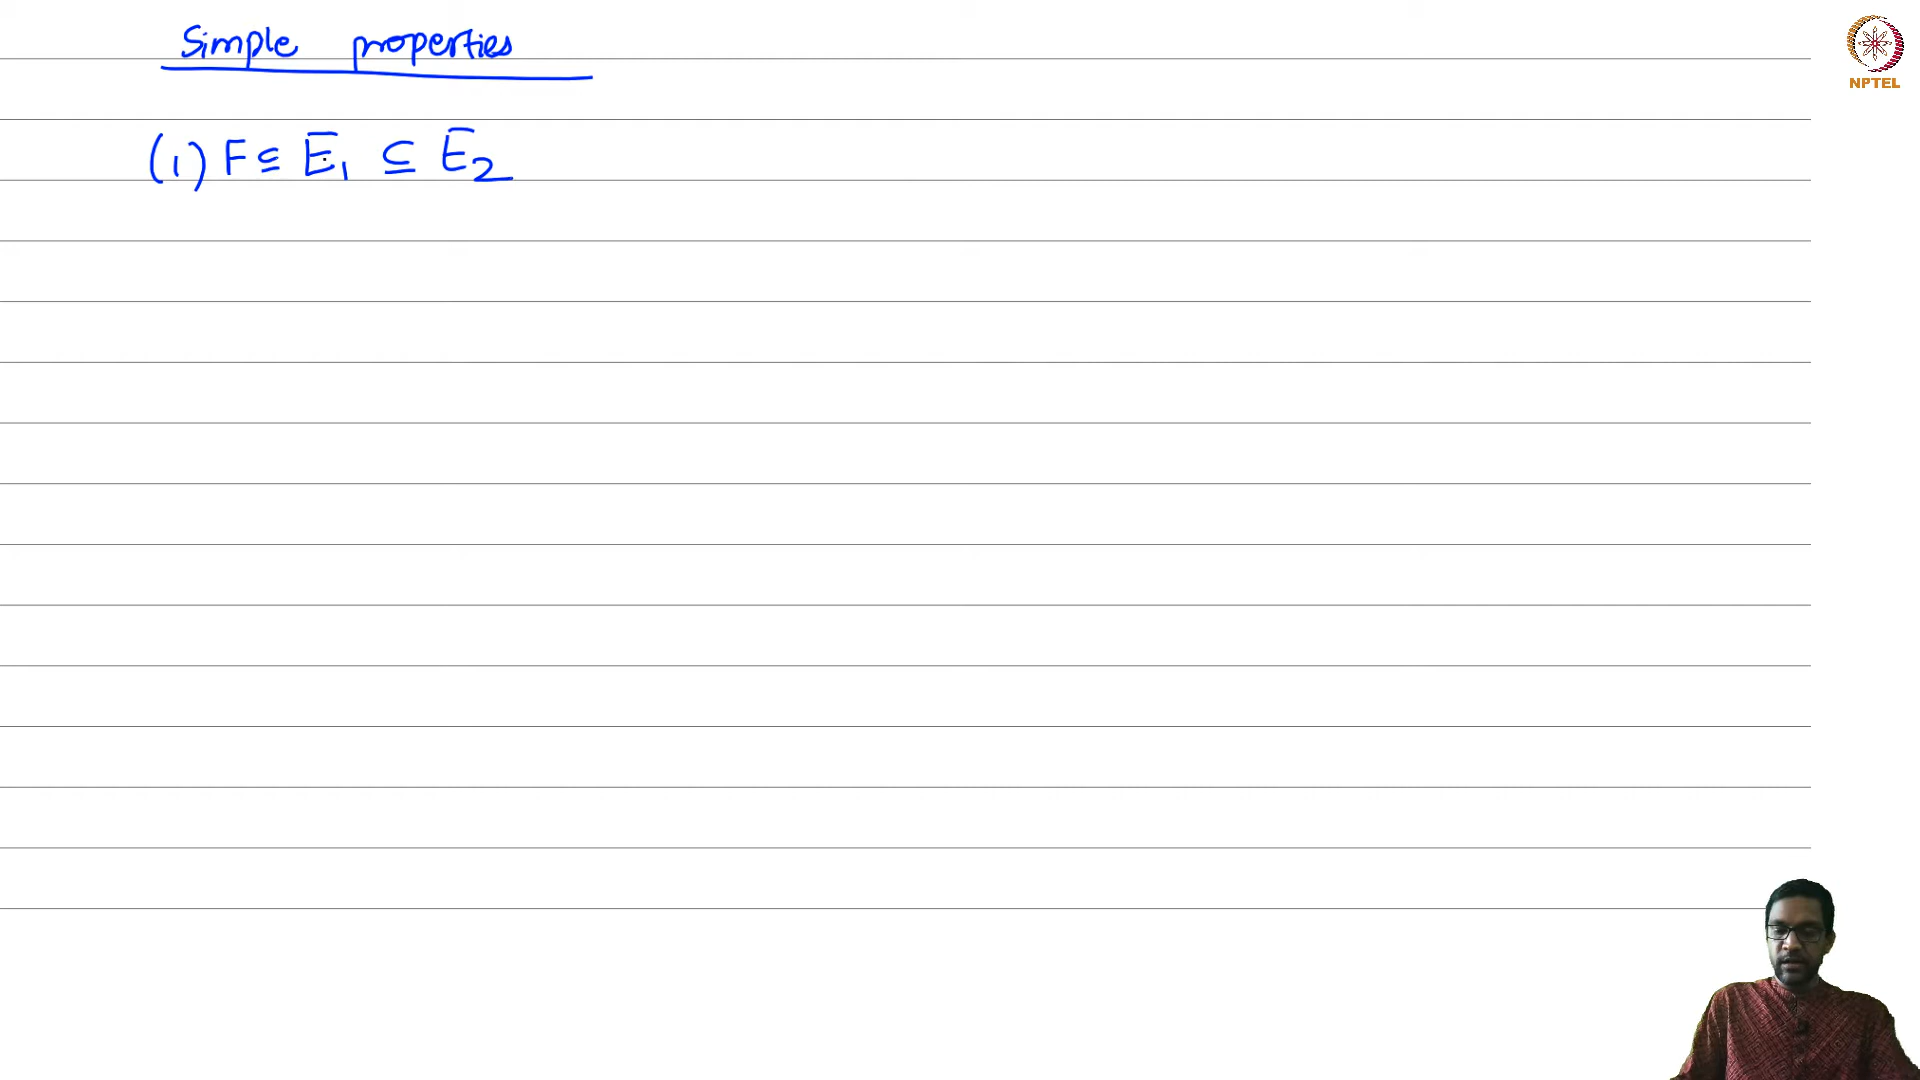 Simple properties
NPTEL
(1) F ⊆ E₁ ⊆ E₂